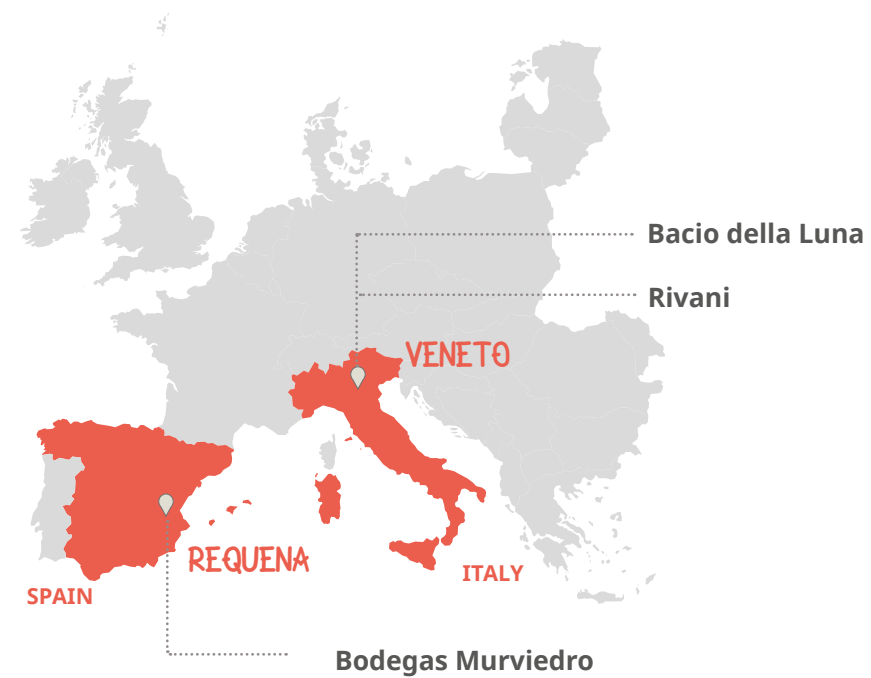 Bacio della Luna
Rivani
VENETO
REQUENA
ITALY
SPAIN
Bodegas Murviedro